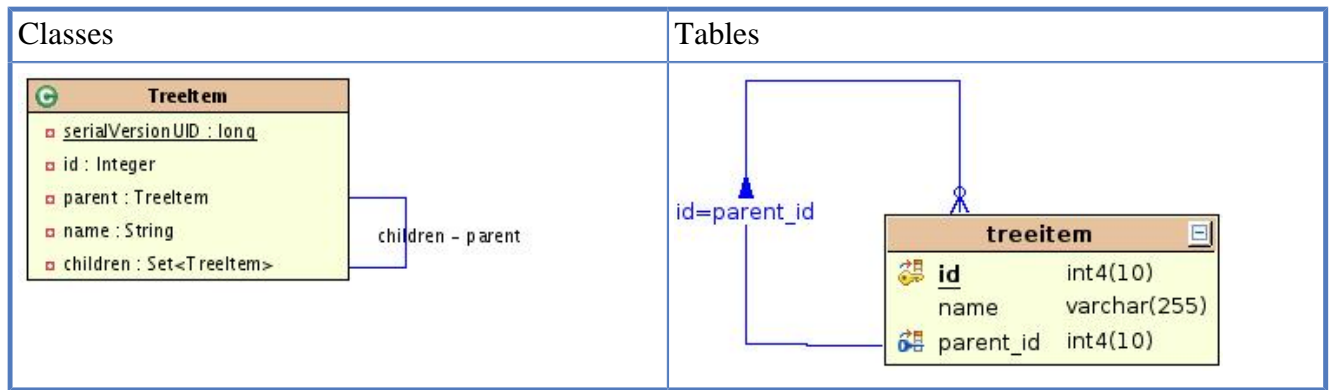 Classes
Tables
C
TreeItem
serialVersionUID : long
id : Integer
parent : TreeItem
name : String
children : Set<TreeItem>
children – parent
id=parent_id
treeitem
id int4(10)
name varchar(255)
parent_id int4(10)